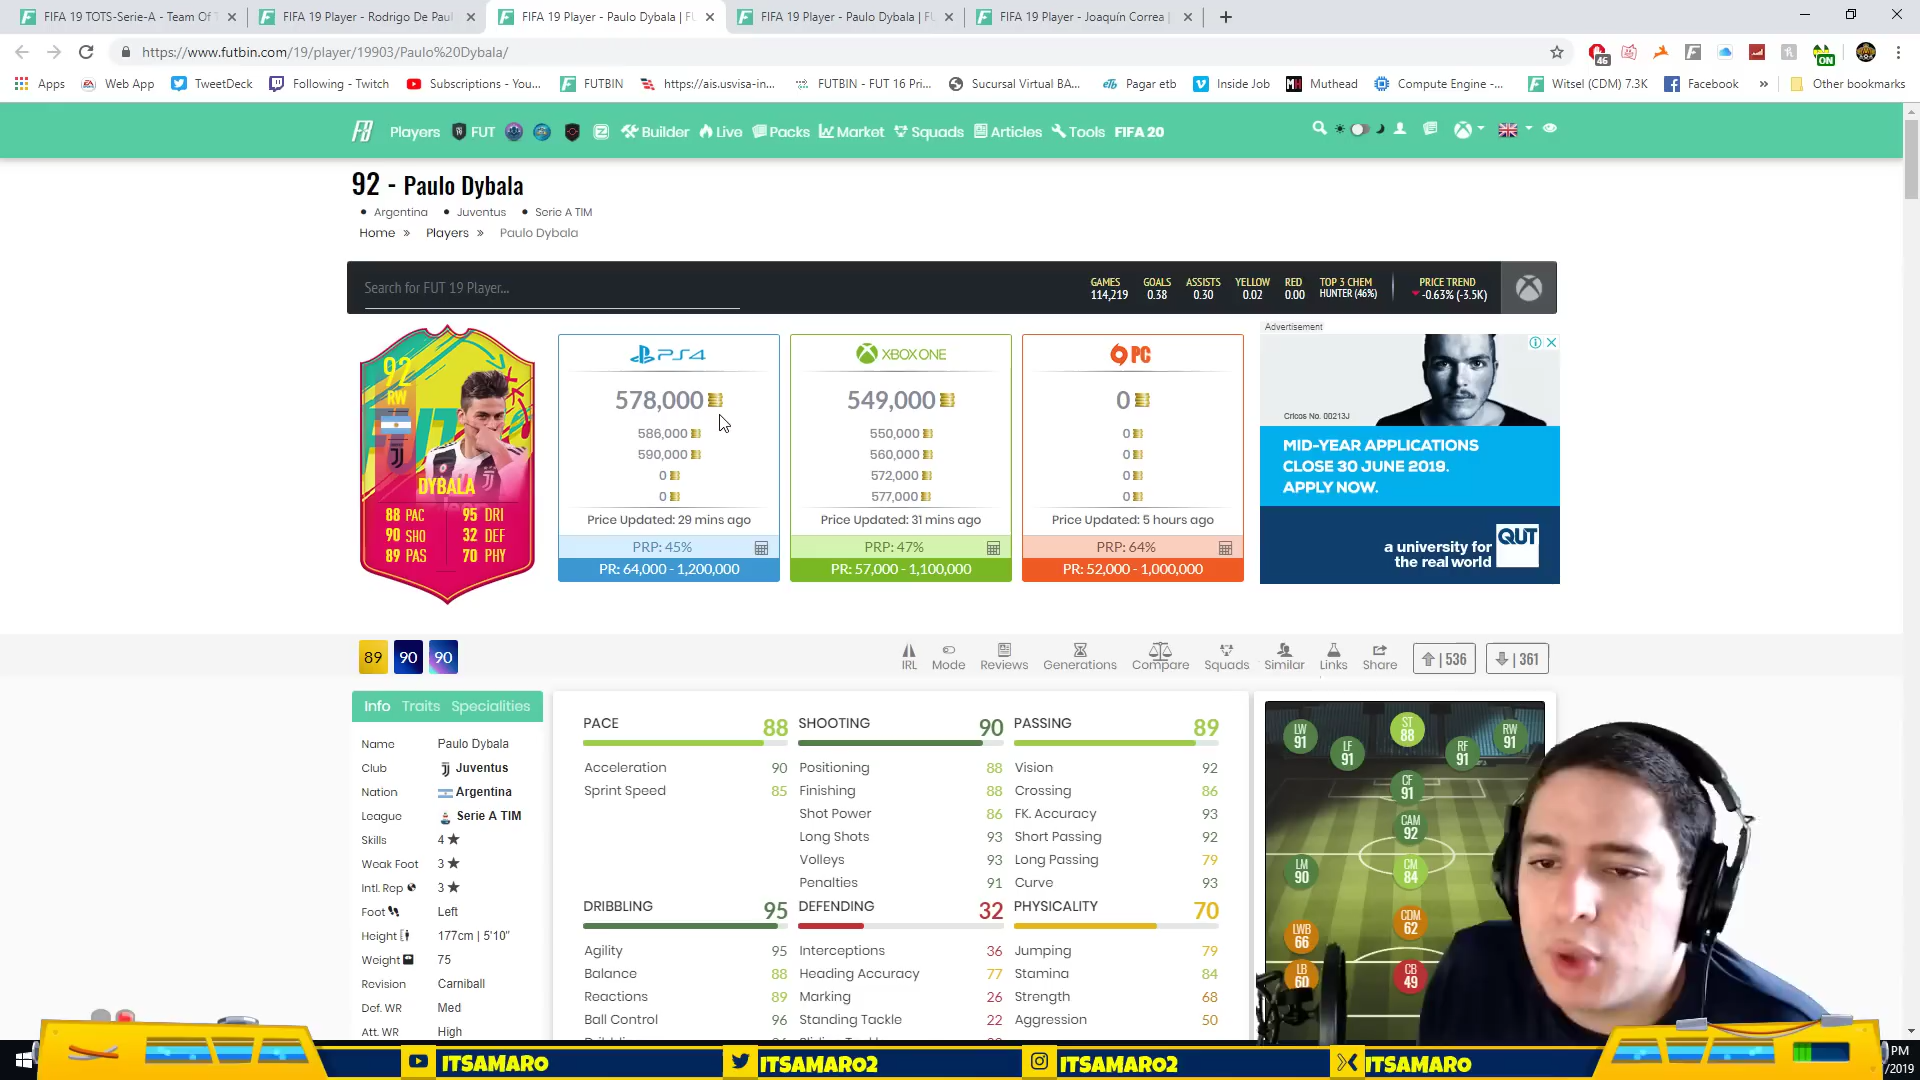 FIFA 19 TOTS-Serie-A - Team Of T
FIFA 19 Player - Rodrigo De Paul
FIFA 19 Player - Paulo Dybala | FU
FIFA 19 Player - Paulo Dybala | FU
FIFA 19 Player - Joaquín Correa |
https://www.futbin.com/19/player/19903/Paulo%20Dybala/
46
ON
Apps
Web App
TweetDeck
Following - Twitch
Subscriptions - You...
FUTBIN
https://ais.usvisa-in...
FUTBIN - FUT 16 Pri...
Sucursal Virtual BA...
Pagar etb
Inside Job
Muthead
Compute Engine -...
Witsel (CDM) 7.3K
Facebook
»
Other bookmarks
Players FUT Builder Live Packs Market Squads Articles Tools FIFA 20
92 - Paulo Dybala
Argentina Juventus Serie A TIM
Home » Players » Paulo Dybala
Search for FUT 19 Player...
GAMES GOALS ASSISTS YELLOW RED TOP 3 CHEM PRICE TREND
114,219 0.38 0.30 0.02 0.00 HUNTER (46%) -0.63% (-3.5K)
92
RW
DYBALA
88 PAC 95 DRI
90 SHO 32 DEF
89 PAS 70 PHY
PS4
578,000
586,000
590,000
0
0
Price Updated: 29 mins ago
PRP: 45%
PR: 64,000 - 1,200,000
XBOX ONE
549,000
550,000
560,000
572,000
577,000
Price Updated: 31 mins ago
PRP: 47%
PR: 57,000 - 1,100,000
PC
0
0
0
0
0
Price Updated: 5 hours ago
PRP: 64%
PR: 52,000 - 1,000,000
Advertisement
Cricos No. 00213J
MID-YEAR APPLICATIONS
CLOSE 30 JUNE 2019.
APPLY NOW.
QUT
a university for
the real world
89 90 90
IRL Mode Reviews Generations Compare Squads Similar Links Share
| 536
| 361
Info Traits Specialities
Name Paulo Dybala
Club Juventus
Nation Argentina
League Serie A TIM
Skills 4 ★
Weak Foot 3 ★
Intl. Rep 3 ★
Foot Left
Height 177cm | 5'10"
Weight 75
Revision Carniball
Def. WR Med
Att. WR High
PACE 88
Acceleration 90
Sprint Speed 85
SHOOTING 90
Positioning 88
Finishing 88
Shot Power 86
Long Shots 93
Volleys 93
Penalties 91
PASSING 89
Vision 92
Crossing 86
FK. Accuracy 93
Short Passing 92
Long Passing 79
Curve 93
DRIBBLING 95
Agility 95
Balance 88
Reactions 89
Ball Control 96
DEFENDING 32
Interceptions 36
Heading Accuracy 77
Marking 26
Standing Tackle 22
PHYSICALITY 70
Jumping 79
Stamina 84
Strength 68
Aggression 50
LW 91
ST 88
RW 91
LF 91
RF 91
CF 91
CAM 92
LM 90
CM 84
CDM 62
LWB 66
LB 60
CB 49
ITSAMARO
ITSAMARO2
ITSAMARO2
ITSAMARO
PM
/2019